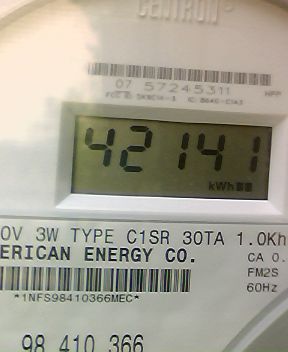 CENTRON
07 57245311
42141
kWh
0V 3W TYPE C1SR 30TA 1.0Kh
ERICAN ENERGY CO. CA 0.
FM2S
*1NFS98410366MEC* 60Hz
98 410 366